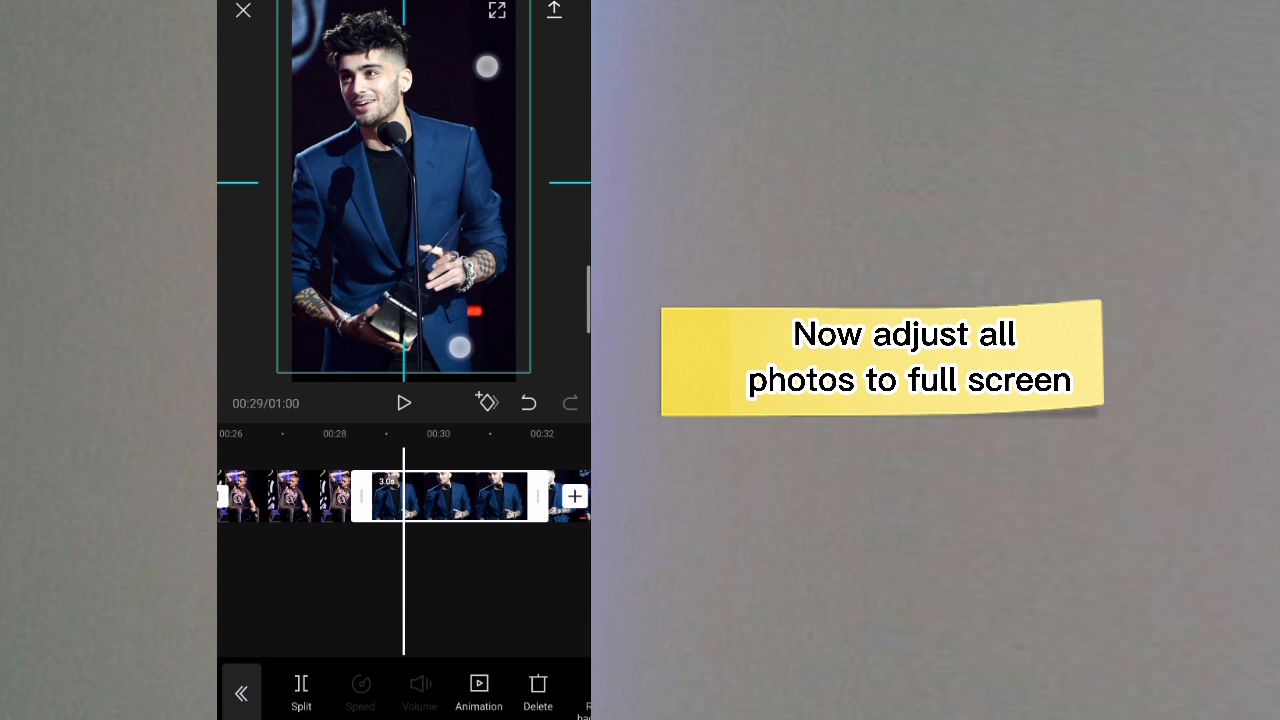 00:29/01:00
00:26
00:28
00:30
00:32
3.0s
Split
Speed
Volume
Animation
Delete
Now adjust all
photos to full screen